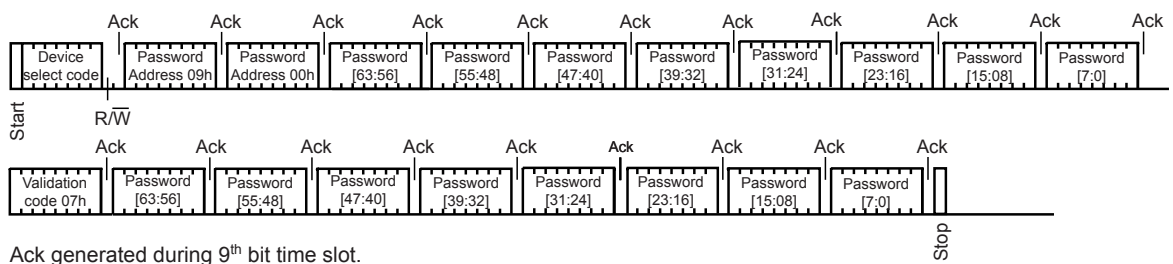 Ack Ack Ack Ack Ack Ack Ack Ack Ack Ack Ack
Device select code
Password Address 09h
Password Address 00h
Password [63:56]
Password [55:48]
Password [47:40]
Password [39:32]
Password [31:24]
Password [23:16]
Password [15:08]
Password [7:0]
Start
R/W̅
Ack Ack Ack Ack Ack Ack Ack Ack Ack
Validation code 07h
Password [63:56]
Password [55:48]
Password [47:40]
Password [39:32]
Password [31:24]
Password [23:16]
Password [15:08]
Password [7:0]
Stop
Ack generated during 9th bit time slot.